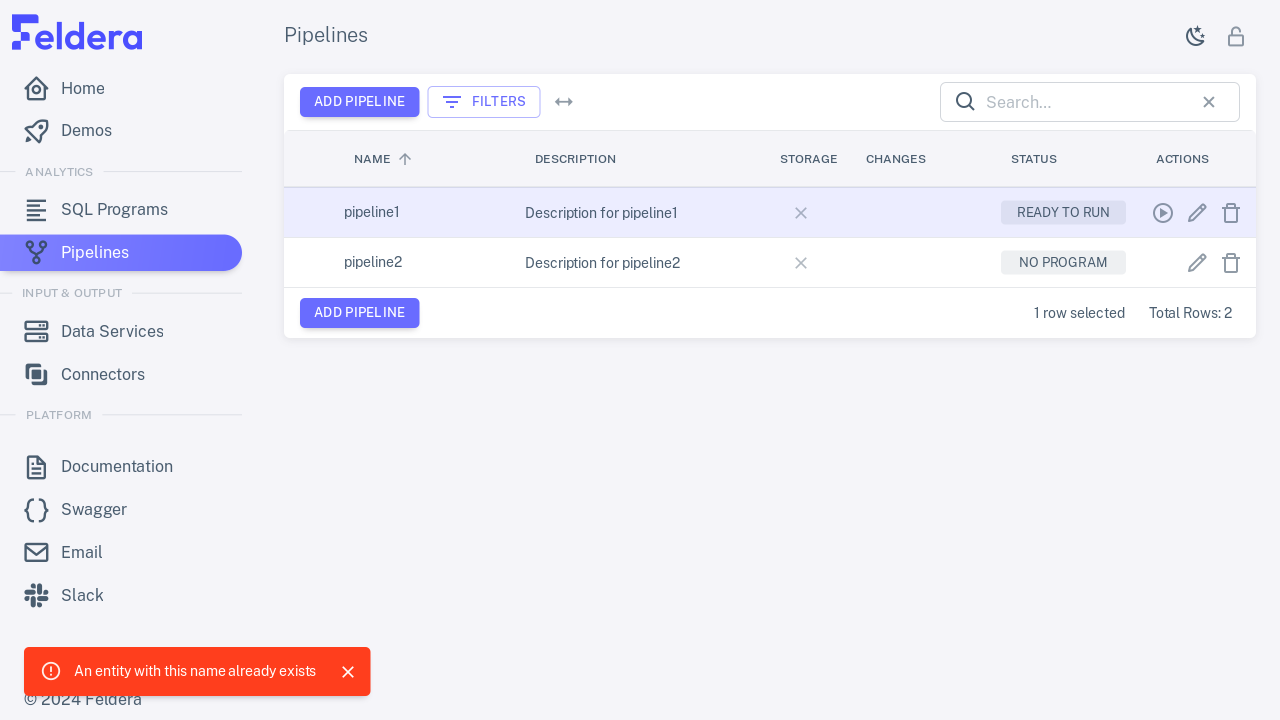 Feldera
Pipelines
Home
Demos
ANALYTICS
SQL Programs
Pipelines
INPUT & OUTPUT
Data Services
Connectors
PLATFORM
Documentation
Swagger
Email
Slack
ADD PIPELINE
FILTERS
Search...
NAME
DESCRIPTION
STORAGE
CHANGES
STATUS
ACTIONS
pipeline1
Description for pipeline1
READY TO RUN
pipeline2
Description for pipeline2
NO PROGRAM
ADD PIPELINE
1 row selected
Total Rows: 2
An entity with this name already exists
© 2024 Feldera